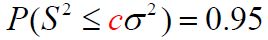 P(S² ≤ cσ²) = 0.95